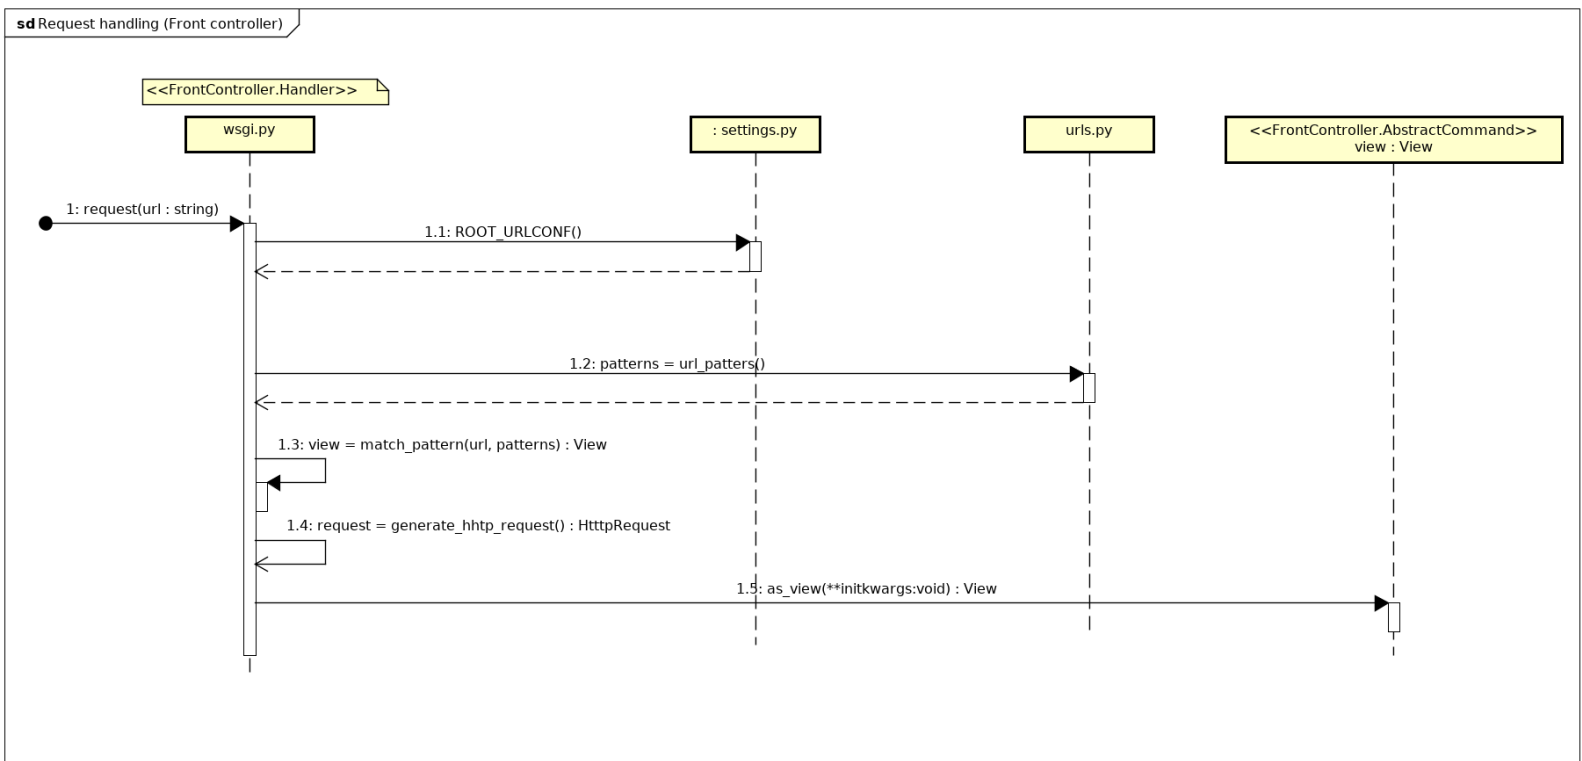 sd Request handling (Front controller)
<<FrontController.Handler>>
wsgi.py
: settings.py
urls.py
<<FrontController.AbstractCommand>>
view : View
1: request(url : string)
1.1: ROOT_URLCONF()
1.2: patterns = url_patters()
1.3: view = match_pattern(url, patterns) : View
1.4: request = generate_hhtp_request() : HtttpRequest
1.5: as_view(**initkwargs:void) : View